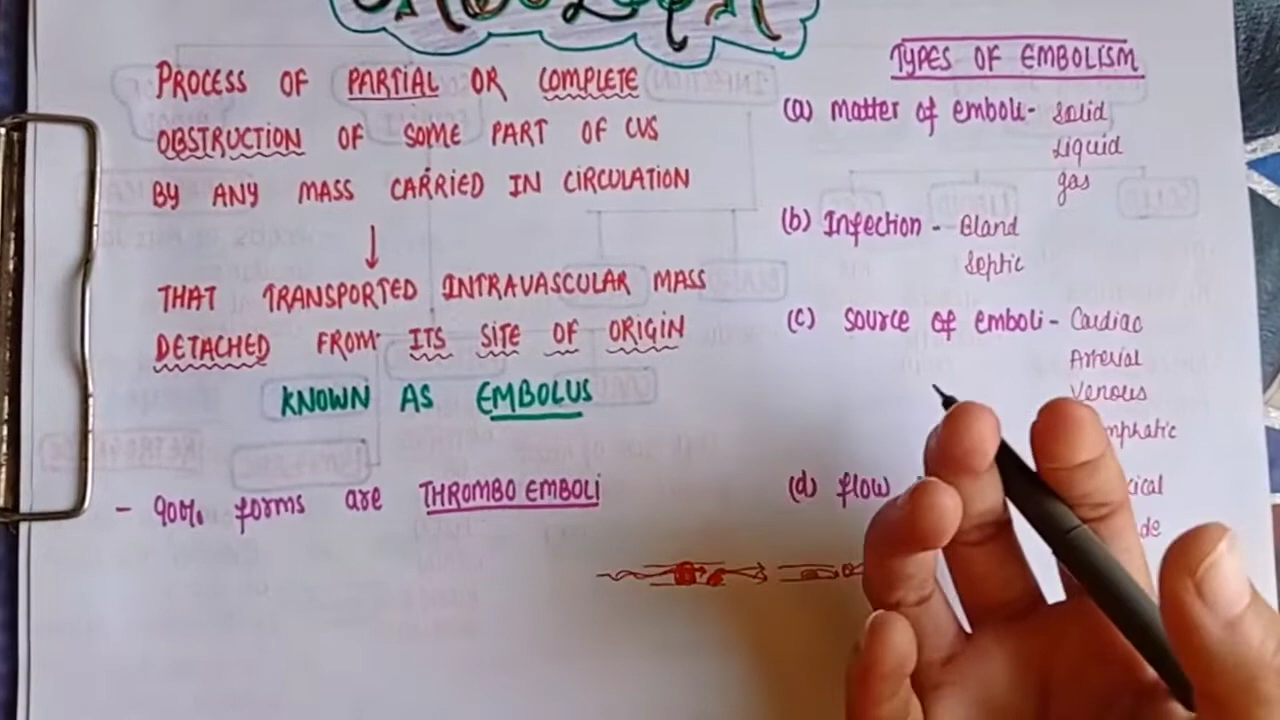 PROCESS OF PARTIAL OR COMPLETE
OBSTRUCTION OF SOME PART OF CVS
BY ANY MASS CARRIED IN CIRCULATION
THAT TRANSPORTED INTRAVASCULAR MASS
DETACHED FROM ITS SITE OF ORIGIN
KNOWN AS EMBOLUS
- 90% forms are THROMBO EMBOLI
TYPES OF EMBOLISM
(a) matter of emboli - Solid
Liquid
gas
(b) Infection - Bland
Septic
(c) Source of emboli - Cardiac
Arterial
Venous
(d) flow